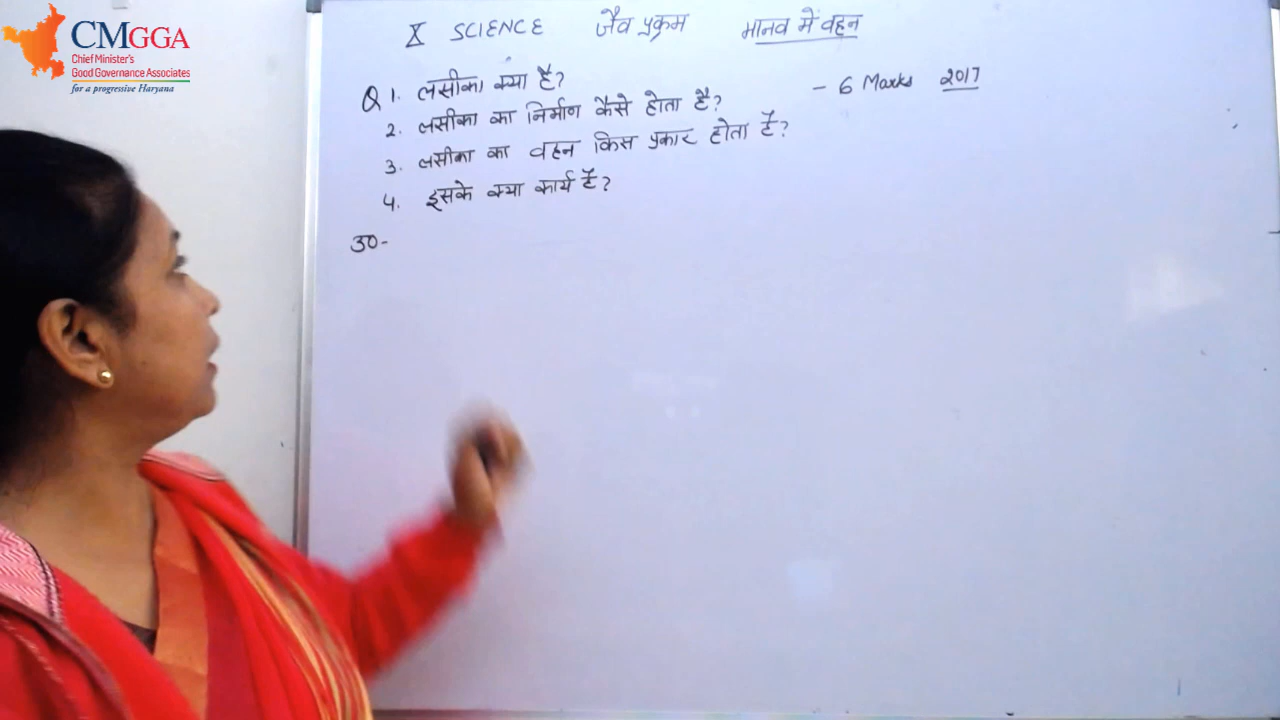 CMGGA
Chief Minister's
Good Governance Associates
for a progressive Haryana
X SCIENCE जैव प्रक्रम मानव में वहन
Q 1. लसीका क्या है?
2. लसीका का निर्माण कैसे होता है? - 6 Marks 2017
3. लसीका का वहन किस प्रकार होता है?
4. इसके क्या कार्य हैं?
उ०-